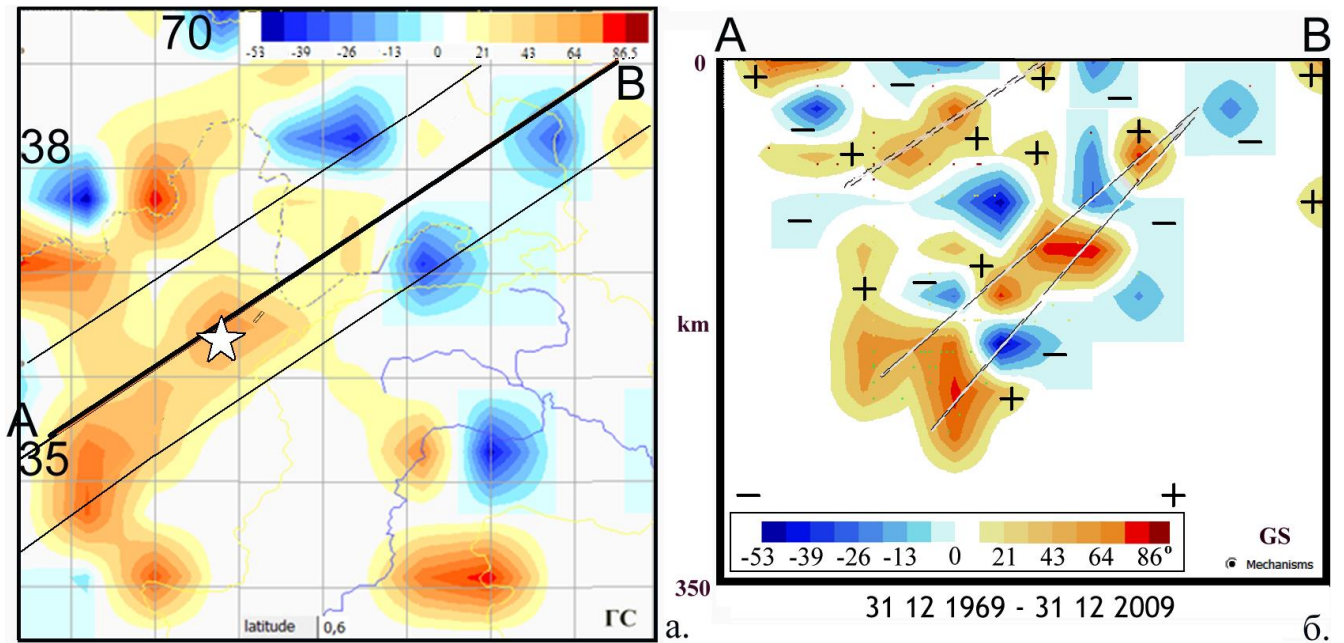 70
-53 -39 -26 -13 0 21 43 64 86.5
B
38
A
35
latitude 0,6
ГС
а.
A B
0
+ + +
− −
− +
+ + +
−
+
− −
+
+ −
−
+
− +
km
-53 -39 -26 -13 0 21 43 64 86°
GS
Mechanisms
350
31 12 1969 - 31 12 2009
б.